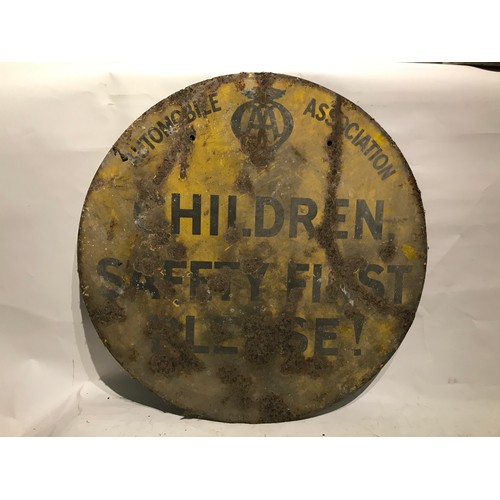 AUTOMOBILE AA ASSOCIATION
CHILDREN
SAFETY FIRST
PLEASE!